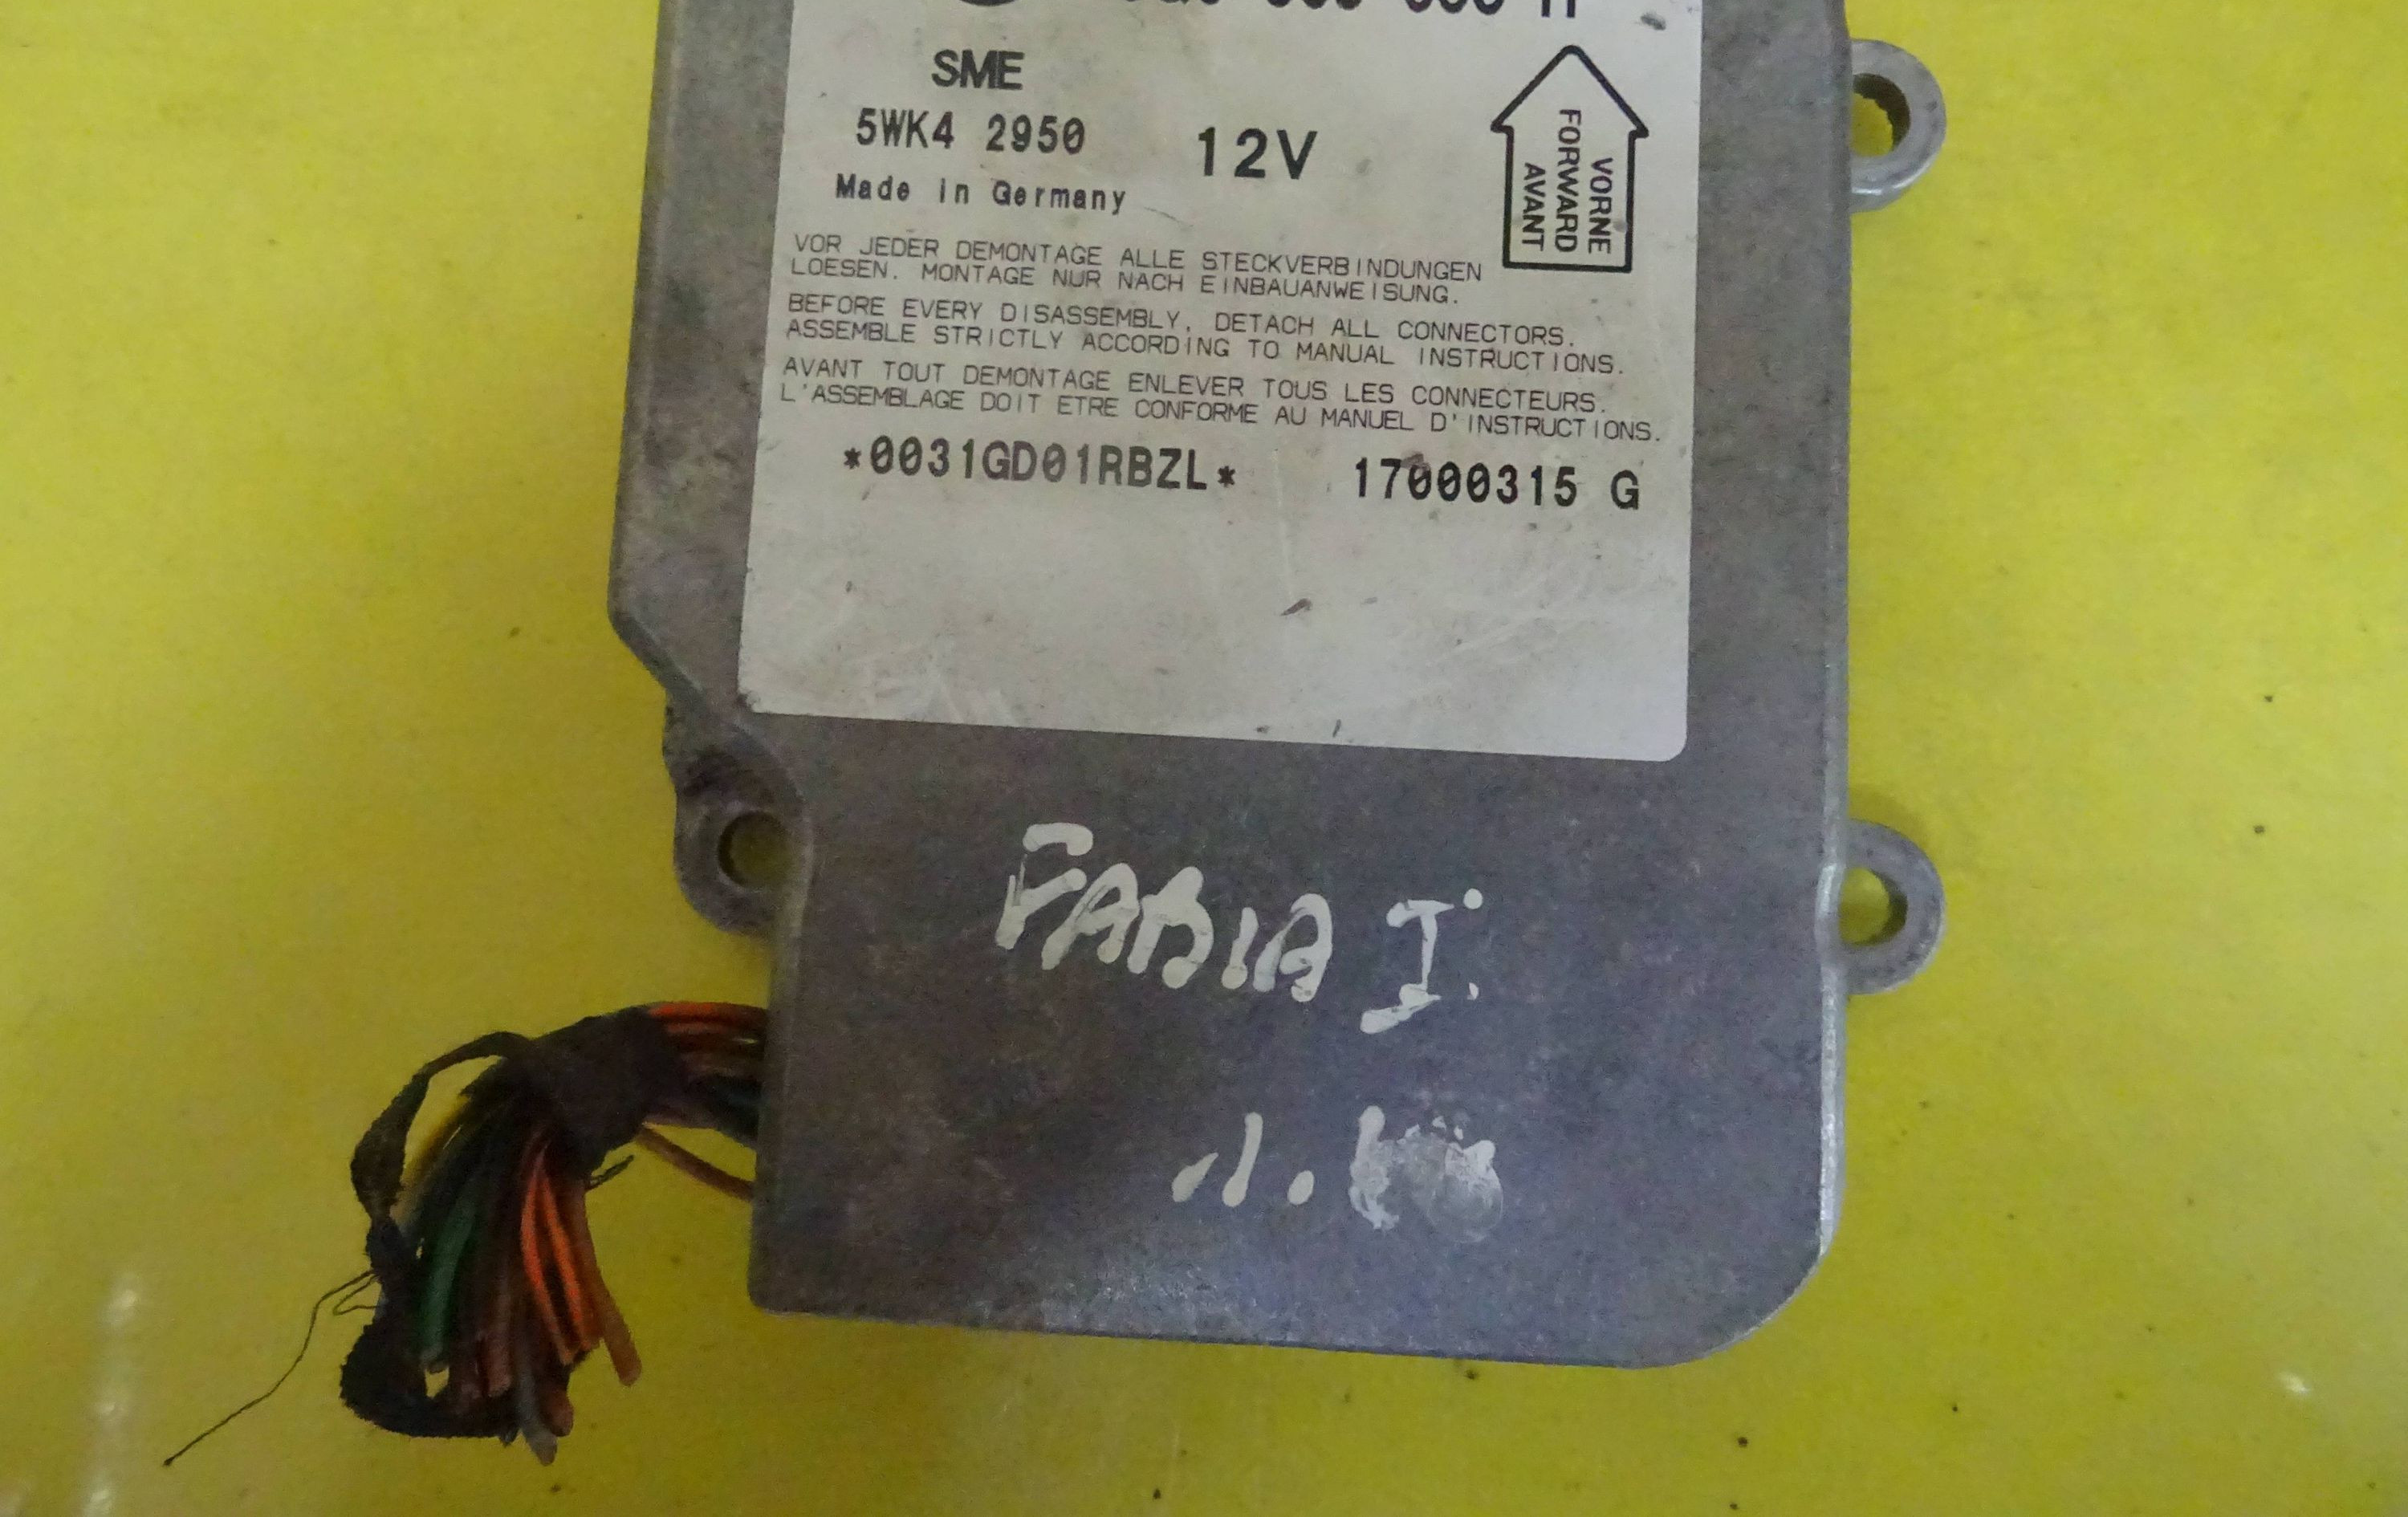 SME
5WK4 2950
12V
Made in Germany
VORNE
FORWARD
AVANT
VOR JEDER DEMONTAGE ALLE STECKVERBINDUNGEN
LOESEN. MONTAGE NUR NACH EINBAUANWEISUNG.
BEFORE EVERY DISASSEMBLY, DETACH ALL CONNECTORS.
ASSEMBLE STRICTLY ACCORDING TO MANUAL INSTRUCTIONS.
AVANT TOUT DEMONTAGE ENLEVER TOUS LES CONNECTEURS.
L'ASSEMBLAGE DOIT ETRE CONFORME AU MANUEL D'INSTRUCTIONS.
*0031GD01RBZL* 17000315 G
FABIA I.